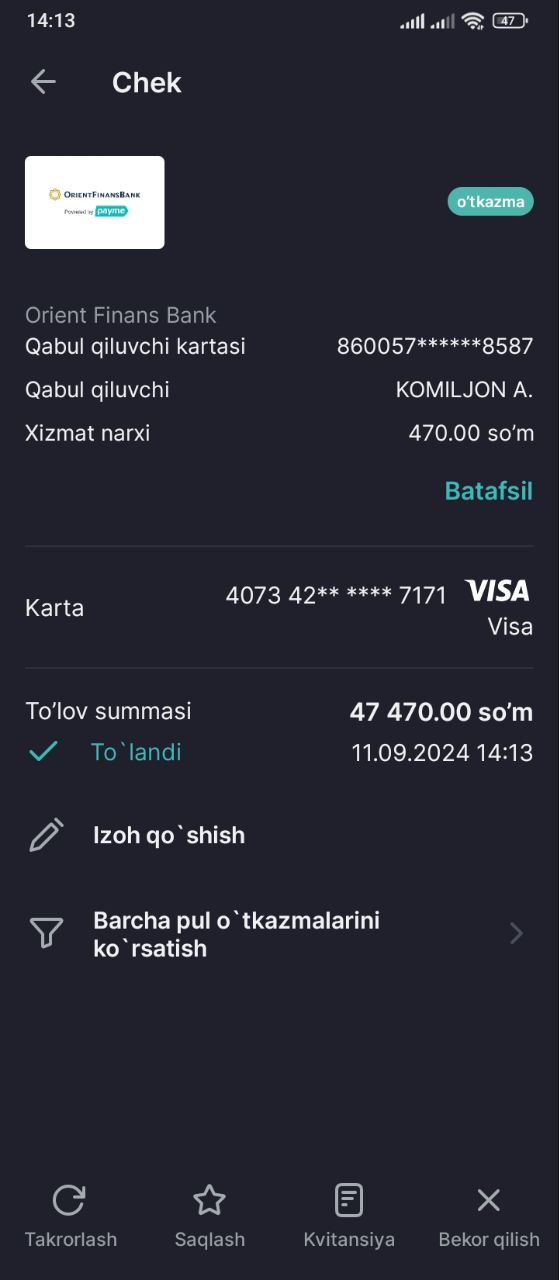 14:13
47
Chek
ORIENTFINANSBANK
Powered by payme
o‘tkazma
Orient Finans Bank
Qabul qiluvchi kartasi 860057******8587
Qabul qiluvchi KOMILJON A.
Xizmat narxi 470.00 so’m
Batafsil
4073 42** **** 7171 VISA
Karta
Visa
To’lov summasi 47 470.00 so’m
To`landi 11.09.2024 14:13
Izoh qo`shish
Barcha pul o`tkazmalarini
ko`rsatish
Takrorlash Saqlash Kvitansiya Bekor qilish